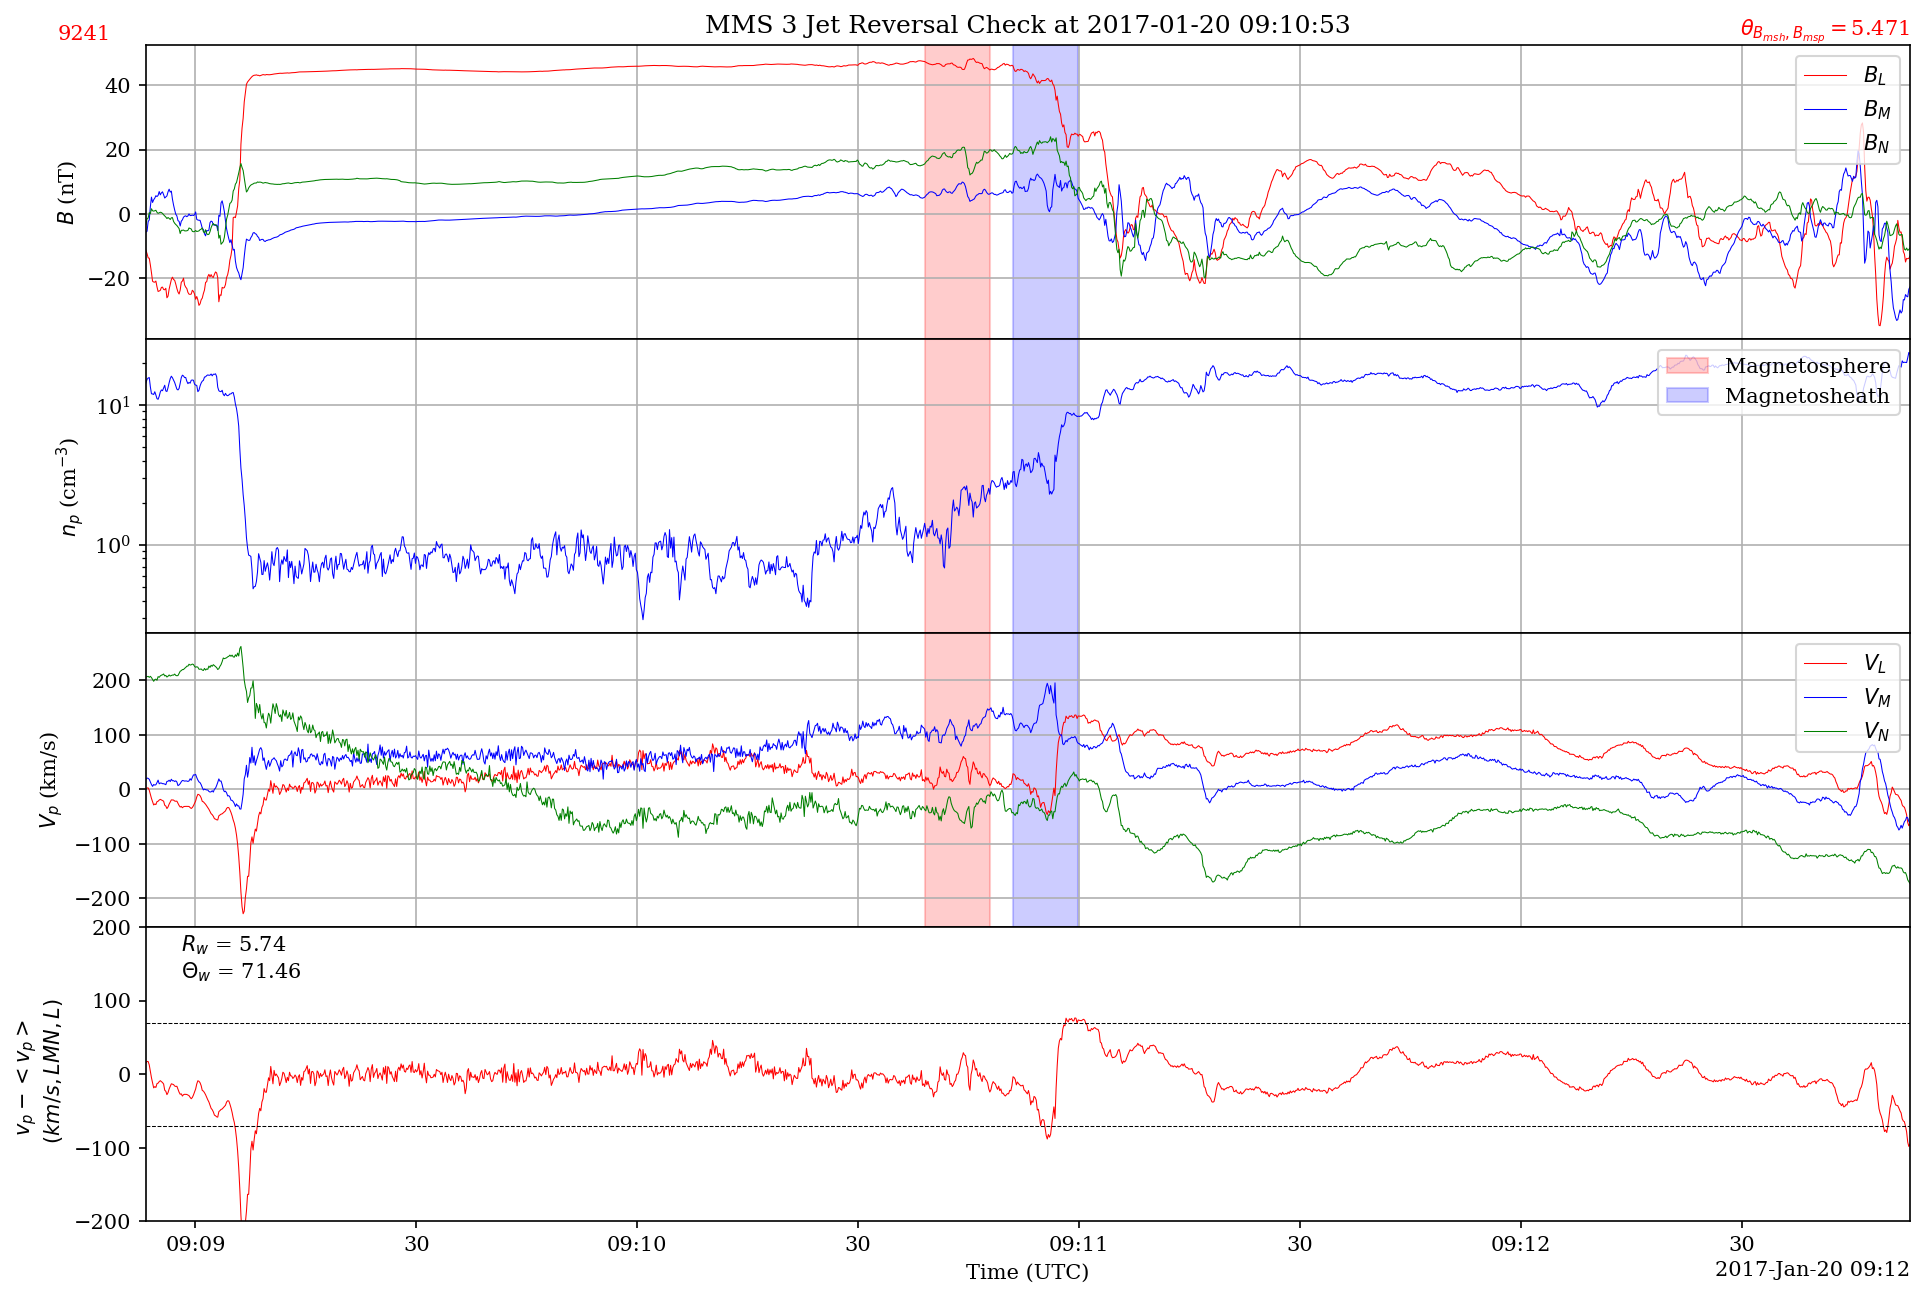 MMS 3 Jet Reversal Check at 2017-01-20 09:10:53
9241
θ_{B_{msh}, B_{msp}} = 5.471
B (nT)
40
20
0
−20
B_L
B_M
B_N
n_p (cm^{−3})
10^1
10^0
Magnetosphere
Magnetosheath
V_p (km/s)
200
100
0
−100
−200
V_L
V_M
V_N
v_p − < v_p >
(km/s, LMN, L)
200
100
0
−100
−200
R_w = 5.74
Θ_w = 71.46
09:09 30 09:10 30 09:11 30 09:12 30
Time (UTC)
2017-Jan-20 09:12